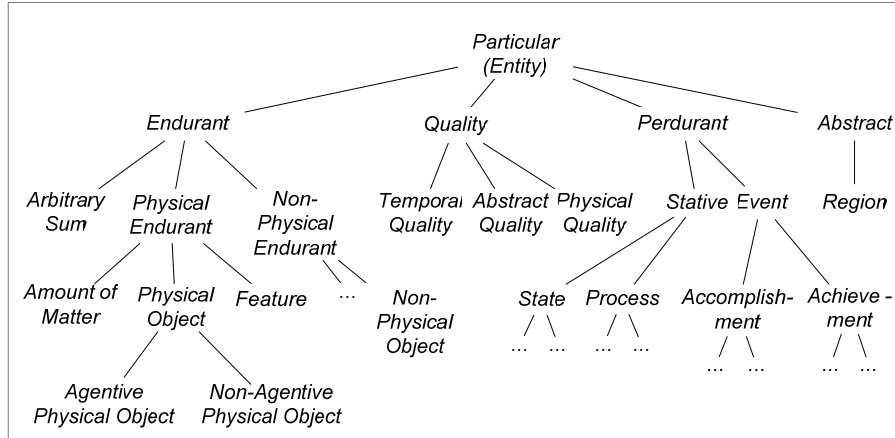 Particular
(Entity)
Endurant
Quality
Perdurant
Abstract
Arbitrary
Sum
Physical
Endurant
Non-
Physical
Endurant
Temporal
Quality
Abstract
Quality
Physical
Quality
Stative
Event
Region
Amount of
Matter
Physical
Object
Feature
...
Non-
Physical
Object
State
Process
Accomplish-
ment
Achieve -
ment
... ...
... ...
... ...
... ...
Agentive
Physical Object
Non-Agentive
Physical Object